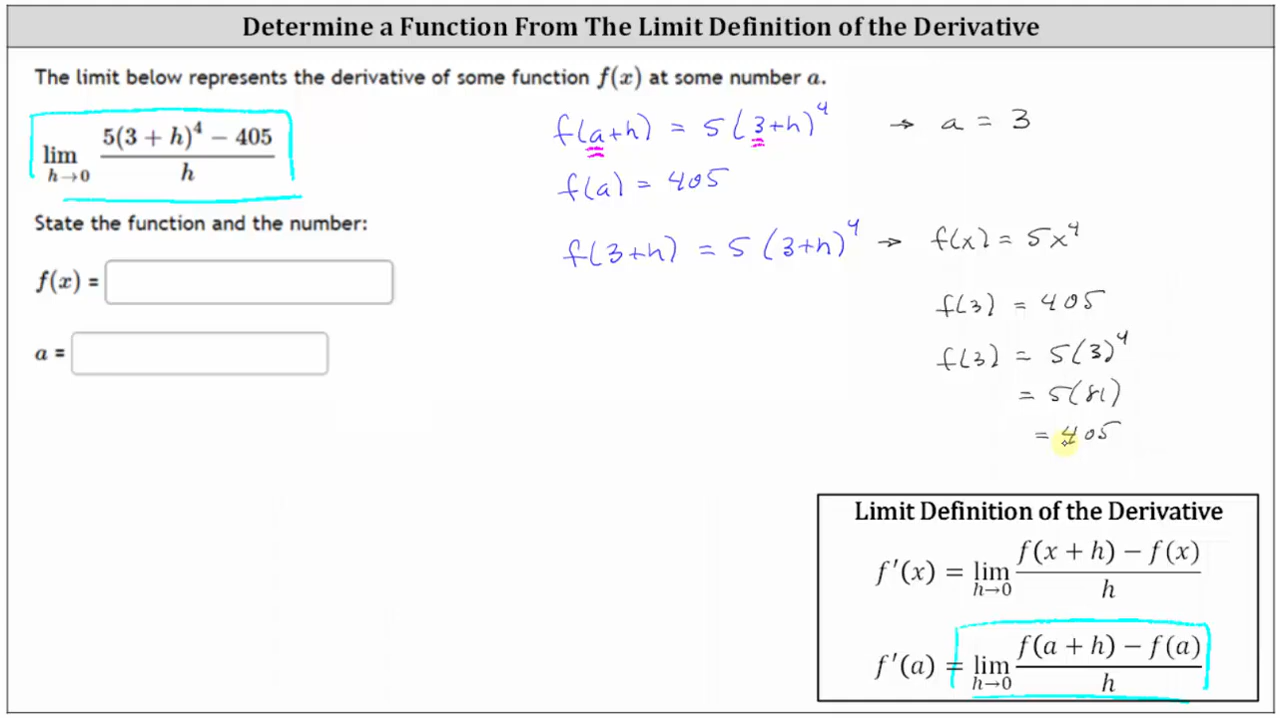 Determine a Function From The Limit Definition of the Derivative
The limit below represents the derivative of some function f(x) at some number a.
lim h→0 (5(3 + h)^4 − 405)/h
State the function and the number:
f(x) =
a =
f(a+h) = 5(3+h)^4 → a = 3
f(a) = 405
f(3+h) = 5(3+h)^4 → f(x) = 5x^4
f(3) = 405
f(3) = 5(3)^4
= 5(81)
= 405
Limit Definition of the Derivative
f′(x) = lim h→0 (f(x + h) − f(x))/h
f′(a) = lim h→0 (f(a + h) − f(a))/h